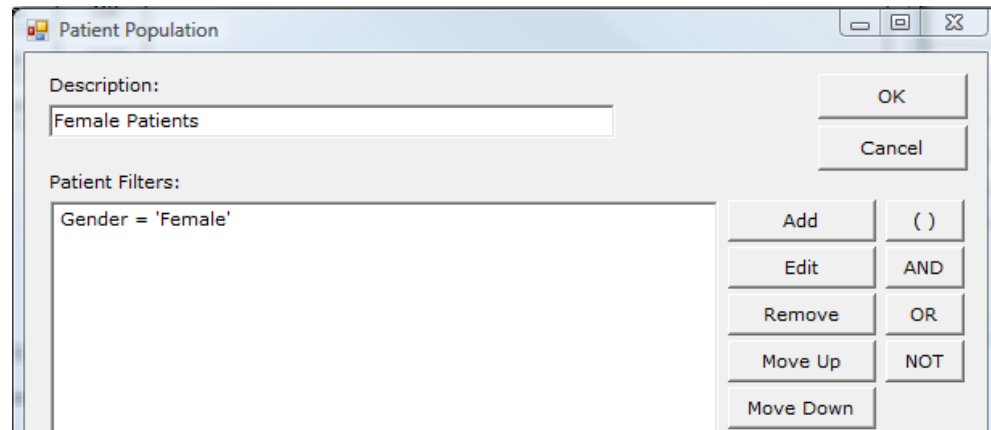 Patient Population
Description:
OK
Female Patients
Cancel
Patient Filters:
Gender = 'Female'
Add
( )
Edit
AND
Remove
OR
Move Up
NOT
Move Down